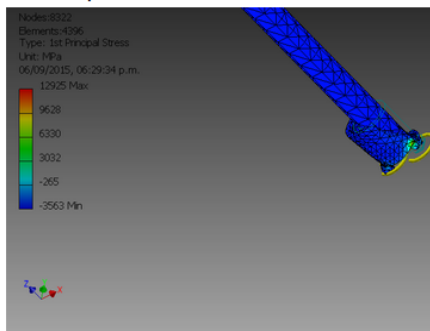 Nodes:8322
Elements:4396
Type: 1st Principal Stress
Unit: MPa
06/09/2015, 06:29:34 p.m.
12925 Max
9628
6330
3032
-265
-3563 Min
Z
X